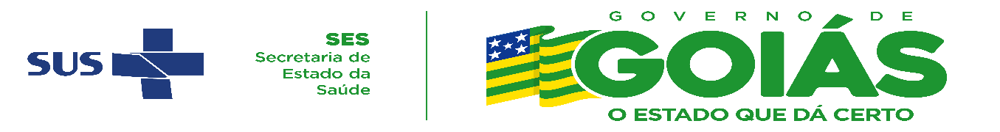 SUS
SES
Secretaria de
Estado da
Saúde
GOVERNO DE
GOIÁS
O ESTADO QUE DÁ CERTO